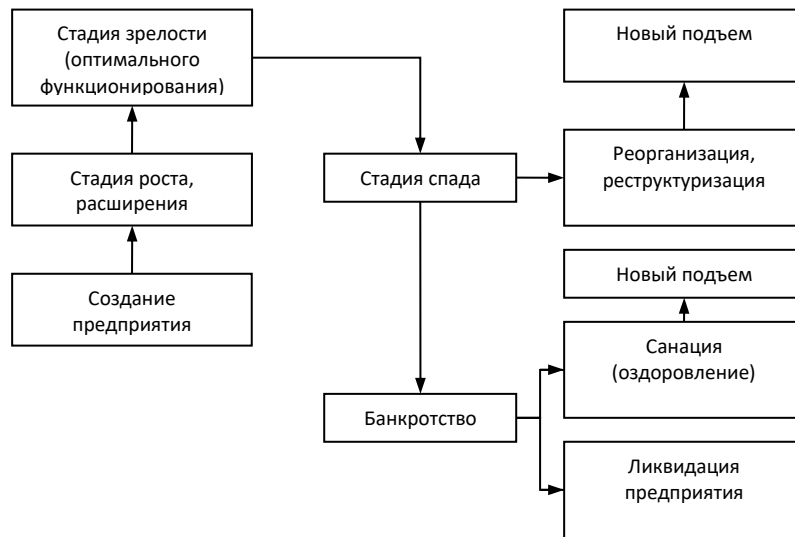 Стадия зрелости
(оптимального
функционирования)
Новый подъем
Стадия роста,
расширения
Стадия спада
Реорганизация,
реструктуризация
Создание
предприятия
Новый подъем
Санация
(оздоровление)
Банкротство
Ликвидация
предприятия